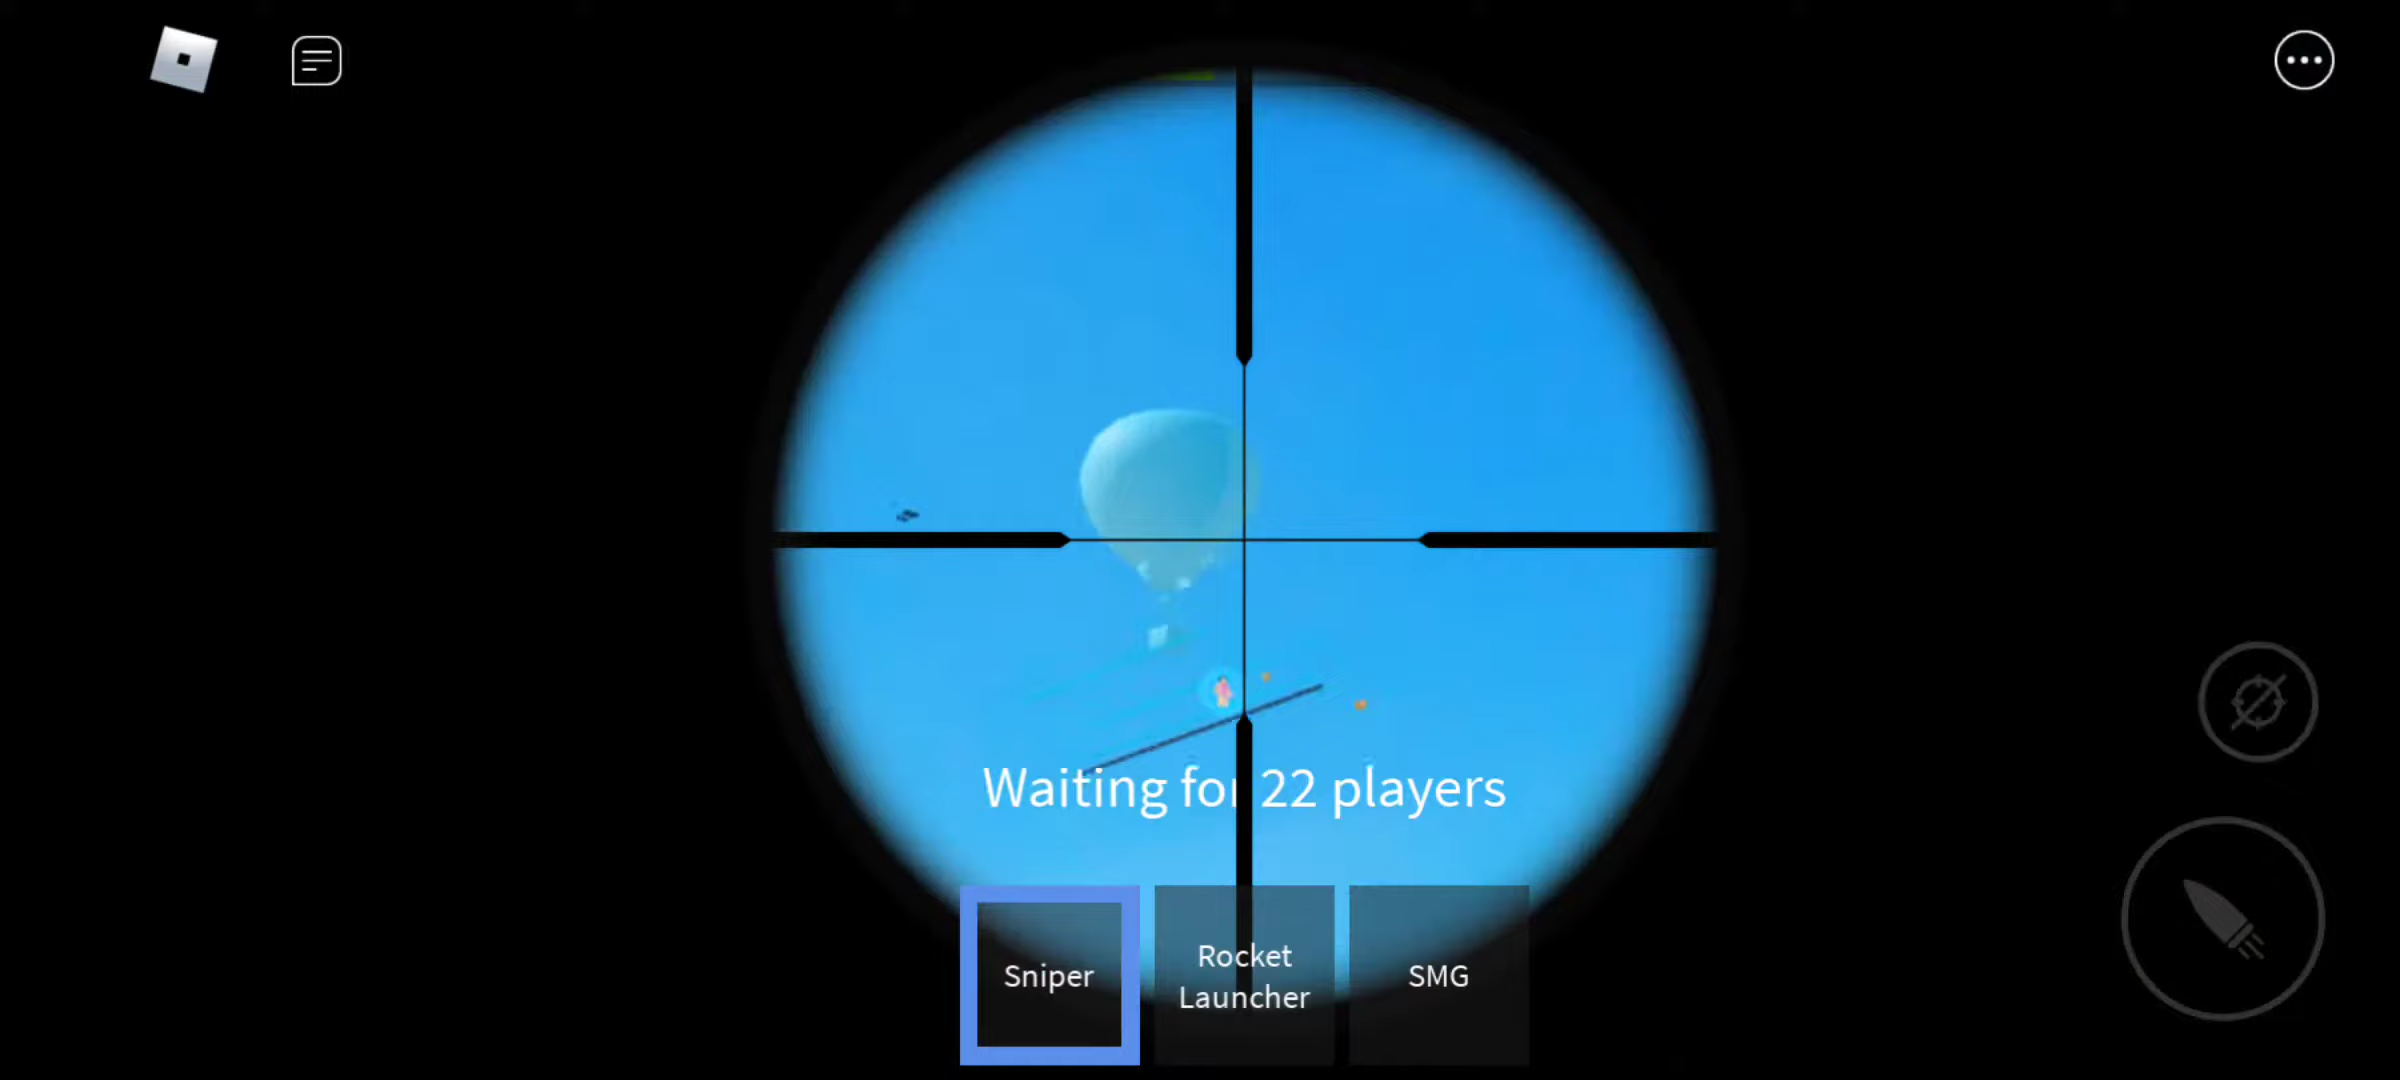 Waiting for 22 players
Sniper
Rocket
Launcher
SMG